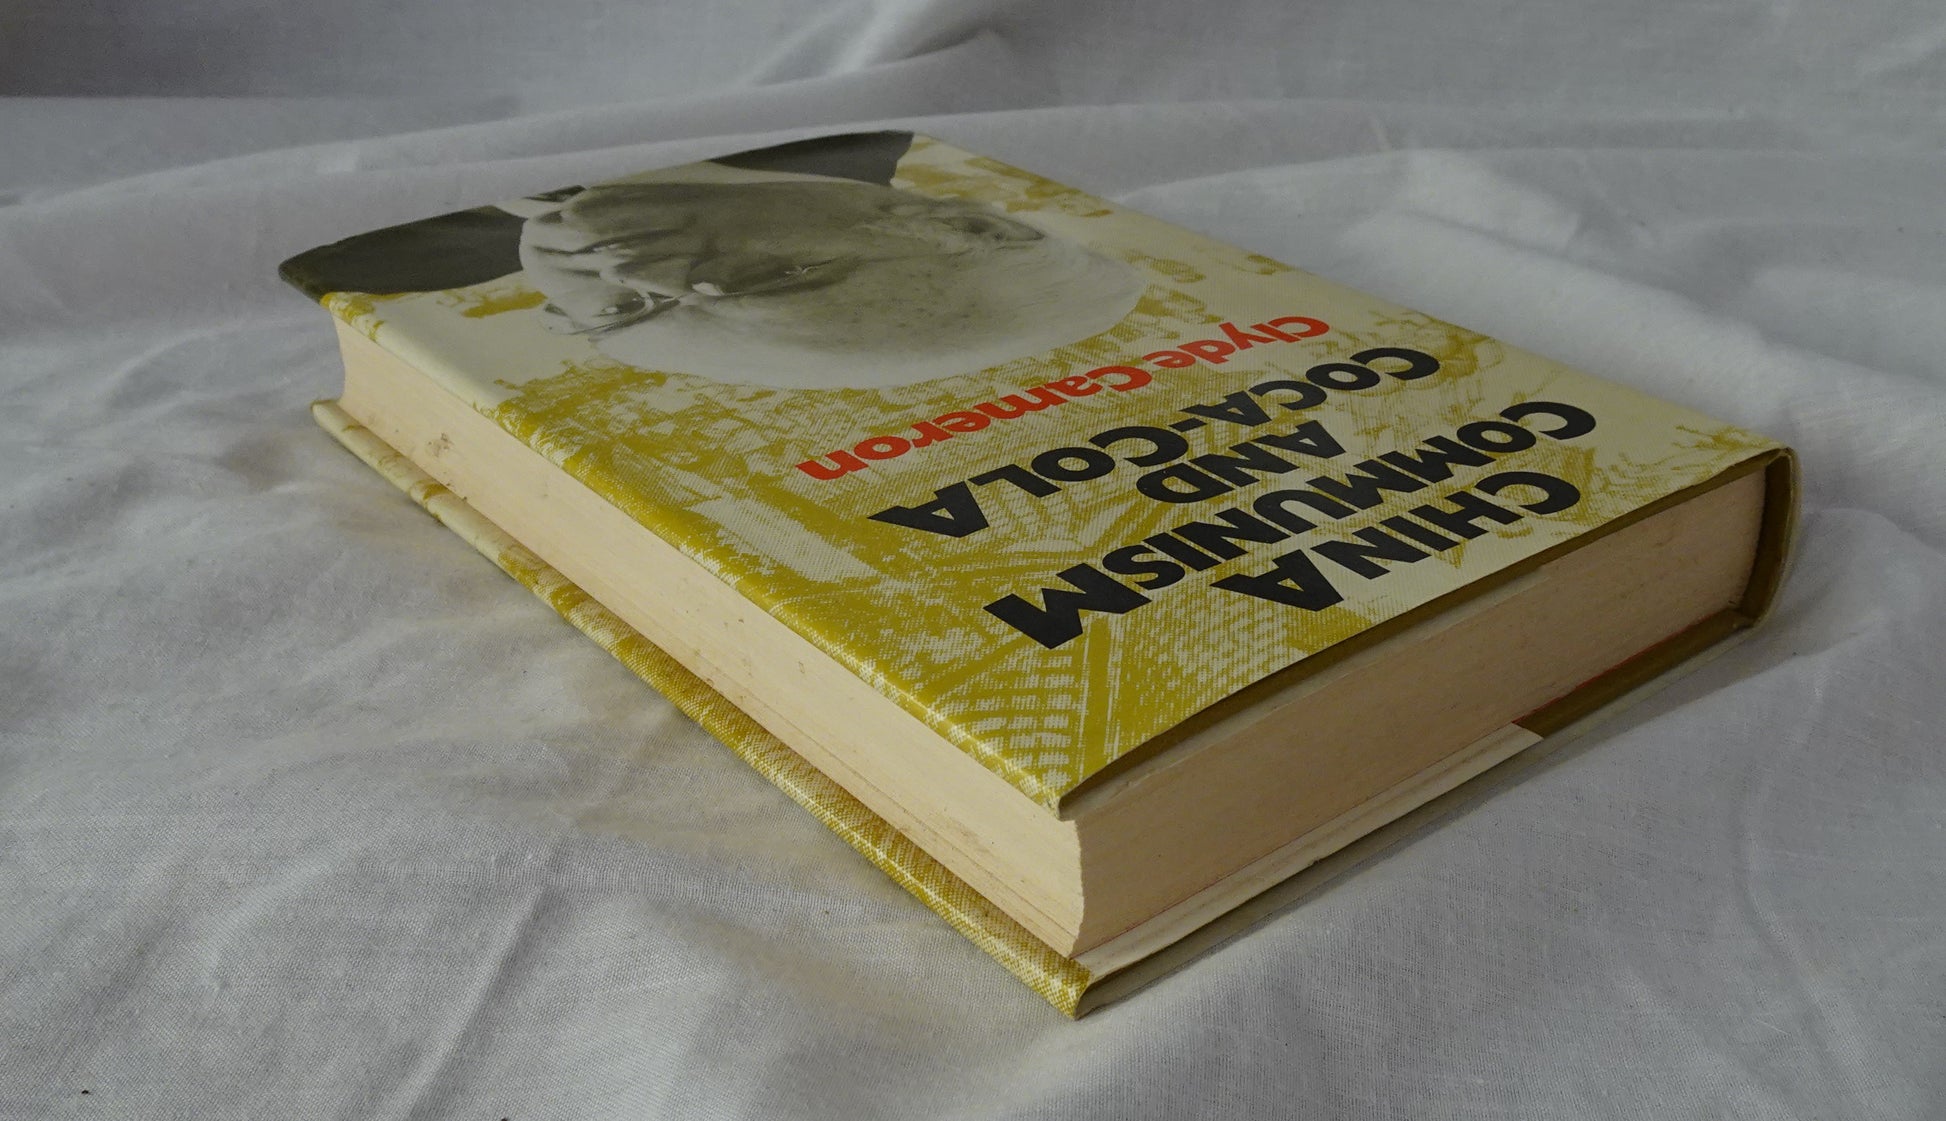 CHINA
COMMUNISM
AND
COCA-COLA
Clyde Cameron